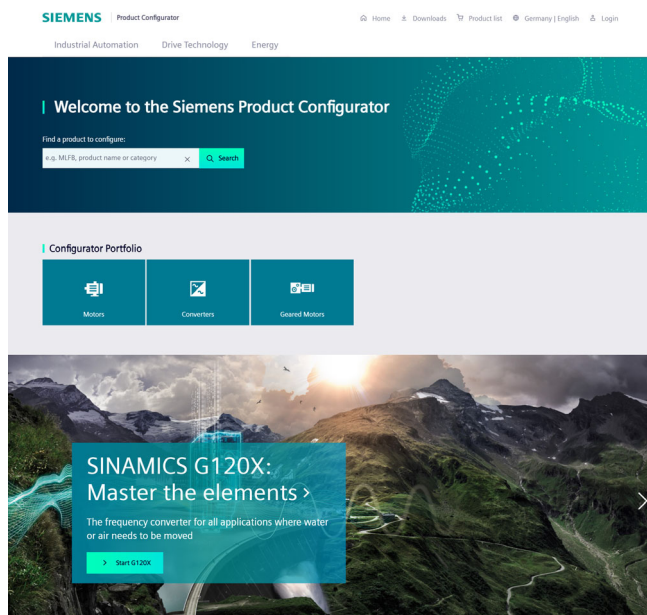 SIEMENS Product Configurator
Home Downloads Product list Germany | English Login
Industrial Automation Drive Technology Energy
Welcome to the Siemens Product Configurator
Find a product to configure:
e.g. MLFB, product name or category Search
Configurator Portfolio
Motors Converters Geared Motors
SINAMICS G120X:
Master the elements >
The frequency converter for all applications where water
or air needs to be moved
> Start G120X